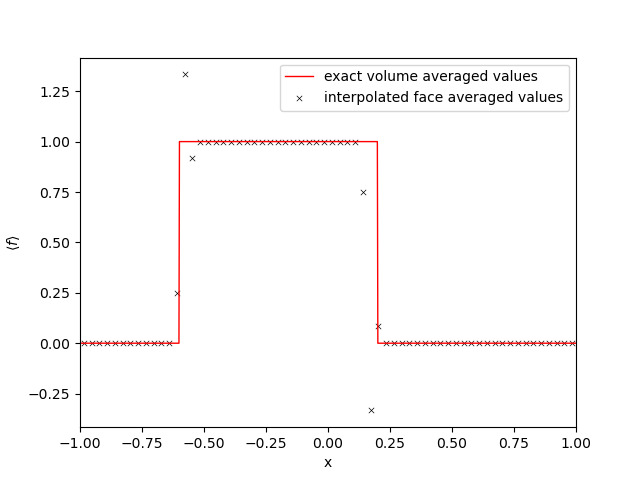 exact volume averaged values
interpolated face averaged values
1.25
1.00
0.75
0.50
0.25
0.00
−0.25
⟨f⟩
−1.00 −0.75 −0.50 −0.25 0.00 0.25 0.50 0.75 1.00
x